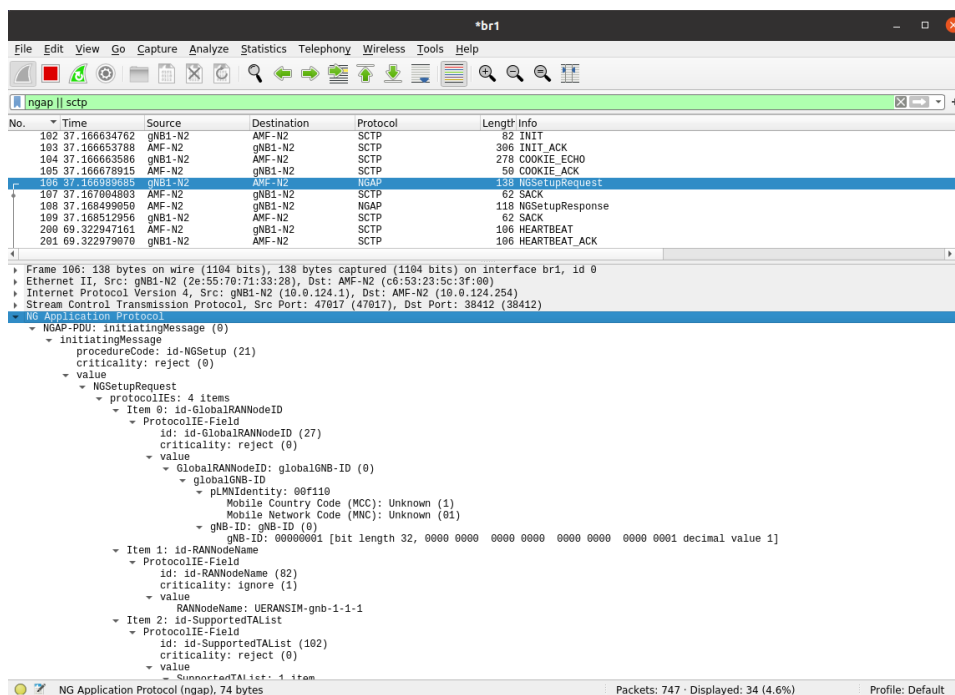 *br1
File Edit View Go Capture Analyze Statistics Telephony Wireless Tools Help
ngap || sctp
No. Time Source Destination Protocol Length Info
102 37.166634762 gNB1-N2 AMF-N2 SCTP 82 INIT
103 37.166653788 AMF-N2 gNB1-N2 SCTP 306 INIT_ACK
104 37.166663586 gNB1-N2 AMF-N2 SCTP 278 COOKIE_ECHO
105 37.166678915 AMF-N2 gNB1-N2 SCTP 50 COOKIE_ACK
106 37.166989685 gNB1-N2 AMF-N2 NGAP 138 NGSetupRequest
107 37.167004803 AMF-N2 gNB1-N2 SCTP 62 SACK
108 37.168499050 AMF-N2 gNB1-N2 NGAP 118 NGSetupResponse
109 37.168512956 gNB1-N2 AMF-N2 SCTP 62 SACK
200 69.322947161 AMF-N2 gNB1-N2 SCTP 106 HEARTBEAT
201 69.322979070 gNB1-N2 AMF-N2 SCTP 106 HEARTBEAT_ACK
Frame 106: 138 bytes on wire (1104 bits), 138 bytes captured (1104 bits) on interface br1, id 0
Ethernet II, Src: gNB1-N2 (2e:55:70:71:33:28), Dst: AMF-N2 (c6:53:23:5c:3f:00)
Internet Protocol Version 4, Src: gNB1-N2 (10.0.124.1), Dst: AMF-N2 (10.0.124.254)
Stream Control Transmission Protocol, Src Port: 47017 (47017), Dst Port: 38412 (38412)
NG Application Protocol
NGAP-PDU: initiatingMessage (0)
initiatingMessage
procedureCode: id-NGSetup (21)
criticality: reject (0)
value
NGSetupRequest
protocolIEs: 4 items
Item 0: id-GlobalRANNodeID
ProtocolIE-Field
id: id-GlobalRANNodeID (27)
criticality: reject (0)
value
GlobalRANNodeID: globalGNB-ID (0)
globalGNB-ID
pLMNIdentity: 00f110
Mobile Country Code (MCC): Unknown (1)
Mobile Network Code (MNC): Unknown (01)
gNB-ID: gNB-ID (0)
gNB-ID: 00000001 [bit length 32, 0000 0000 0000 0000 0000 0000 0000 0001 decimal value 1]
Item 1: id-RANNodeName
ProtocolIE-Field
id: id-RANNodeName (82)
criticality: ignore (1)
value
RANNodeName: UERANSIM-gnb-1-1-1
Item 2: id-SupportedTAList
ProtocolIE-Field
id: id-SupportedTAList (102)
criticality: reject (0)
value
SupportedTAList: 1 item
NG Application Protocol (ngap), 74 bytes Packets: 747 · Displayed: 34 (4.6%) Profile: Default